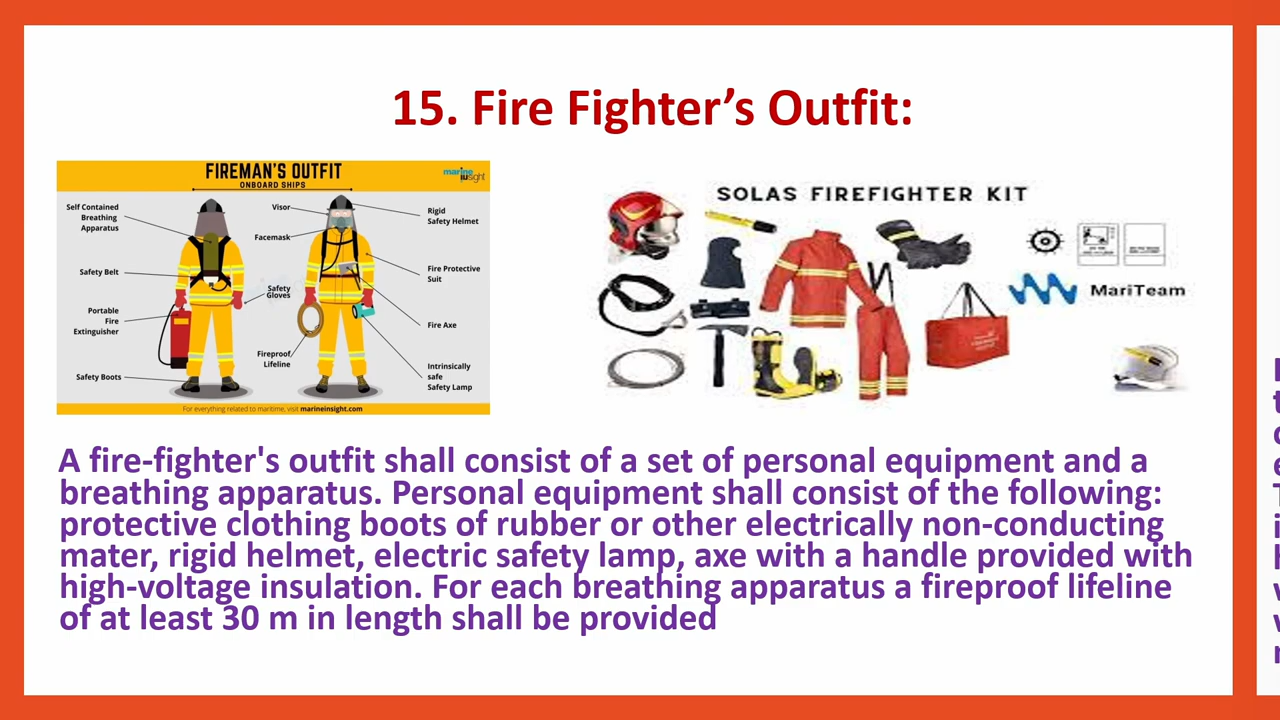 15. Fire Fighter’s Outfit:
FIREMAN'S OUTFIT
ONBOARD SHIPS
marine
insight
Self Contained
Breathing
Apparatus
Safety Belt
Portable
Fire
Extinguisher
Safety Boots
Visor
Facemask
Safety
Gloves
Fireproof
Lifeline
Rigid
Safety Helmet
Fire Protective
Suit
Fire Axe
Intrinsically
safe
Safety Lamp
For everything related to maritime, visit marineinsight.com
SOLAS FIREFIGHTER KIT
MariTeam
A fire-fighter's outfit shall consist of a set of personal equipment and a
breathing apparatus. Personal equipment shall consist of the following:
protective clothing boots of rubber or other electrically non-conducting
mater, rigid helmet, electric safety lamp, axe with a handle provided with
high-voltage insulation. For each breathing apparatus a fireproof lifeline
of at least 30 m in length shall be provided